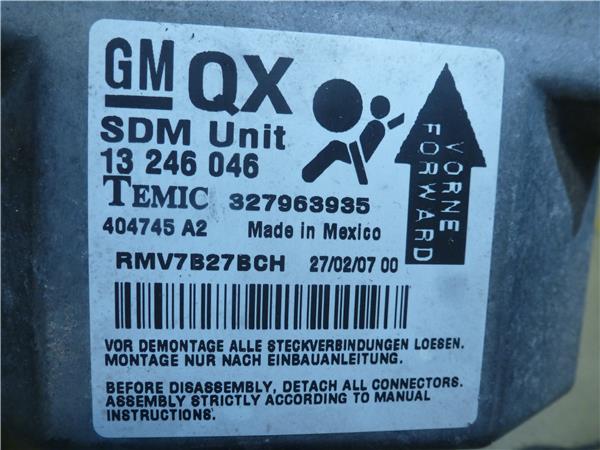 GM QX
SDM Unit
13 246 046
TEMIC 327963935
404745 A2 Made in Mexico
VORNE
FORWARD
RMV7B27BCH 27/02/07 00
VOR DEMONTAGE ALLE STECKVERBINDUNGEN LOESEN.
MONTAGE NUR NACH EINBAUANLEITUNG.
BEFORE DISASSEMBLY, DETACH ALL CONNECTORS.
ASSEMBLY STRICTLY ACCORDING TO MANUAL
INSTRUCTIONS.